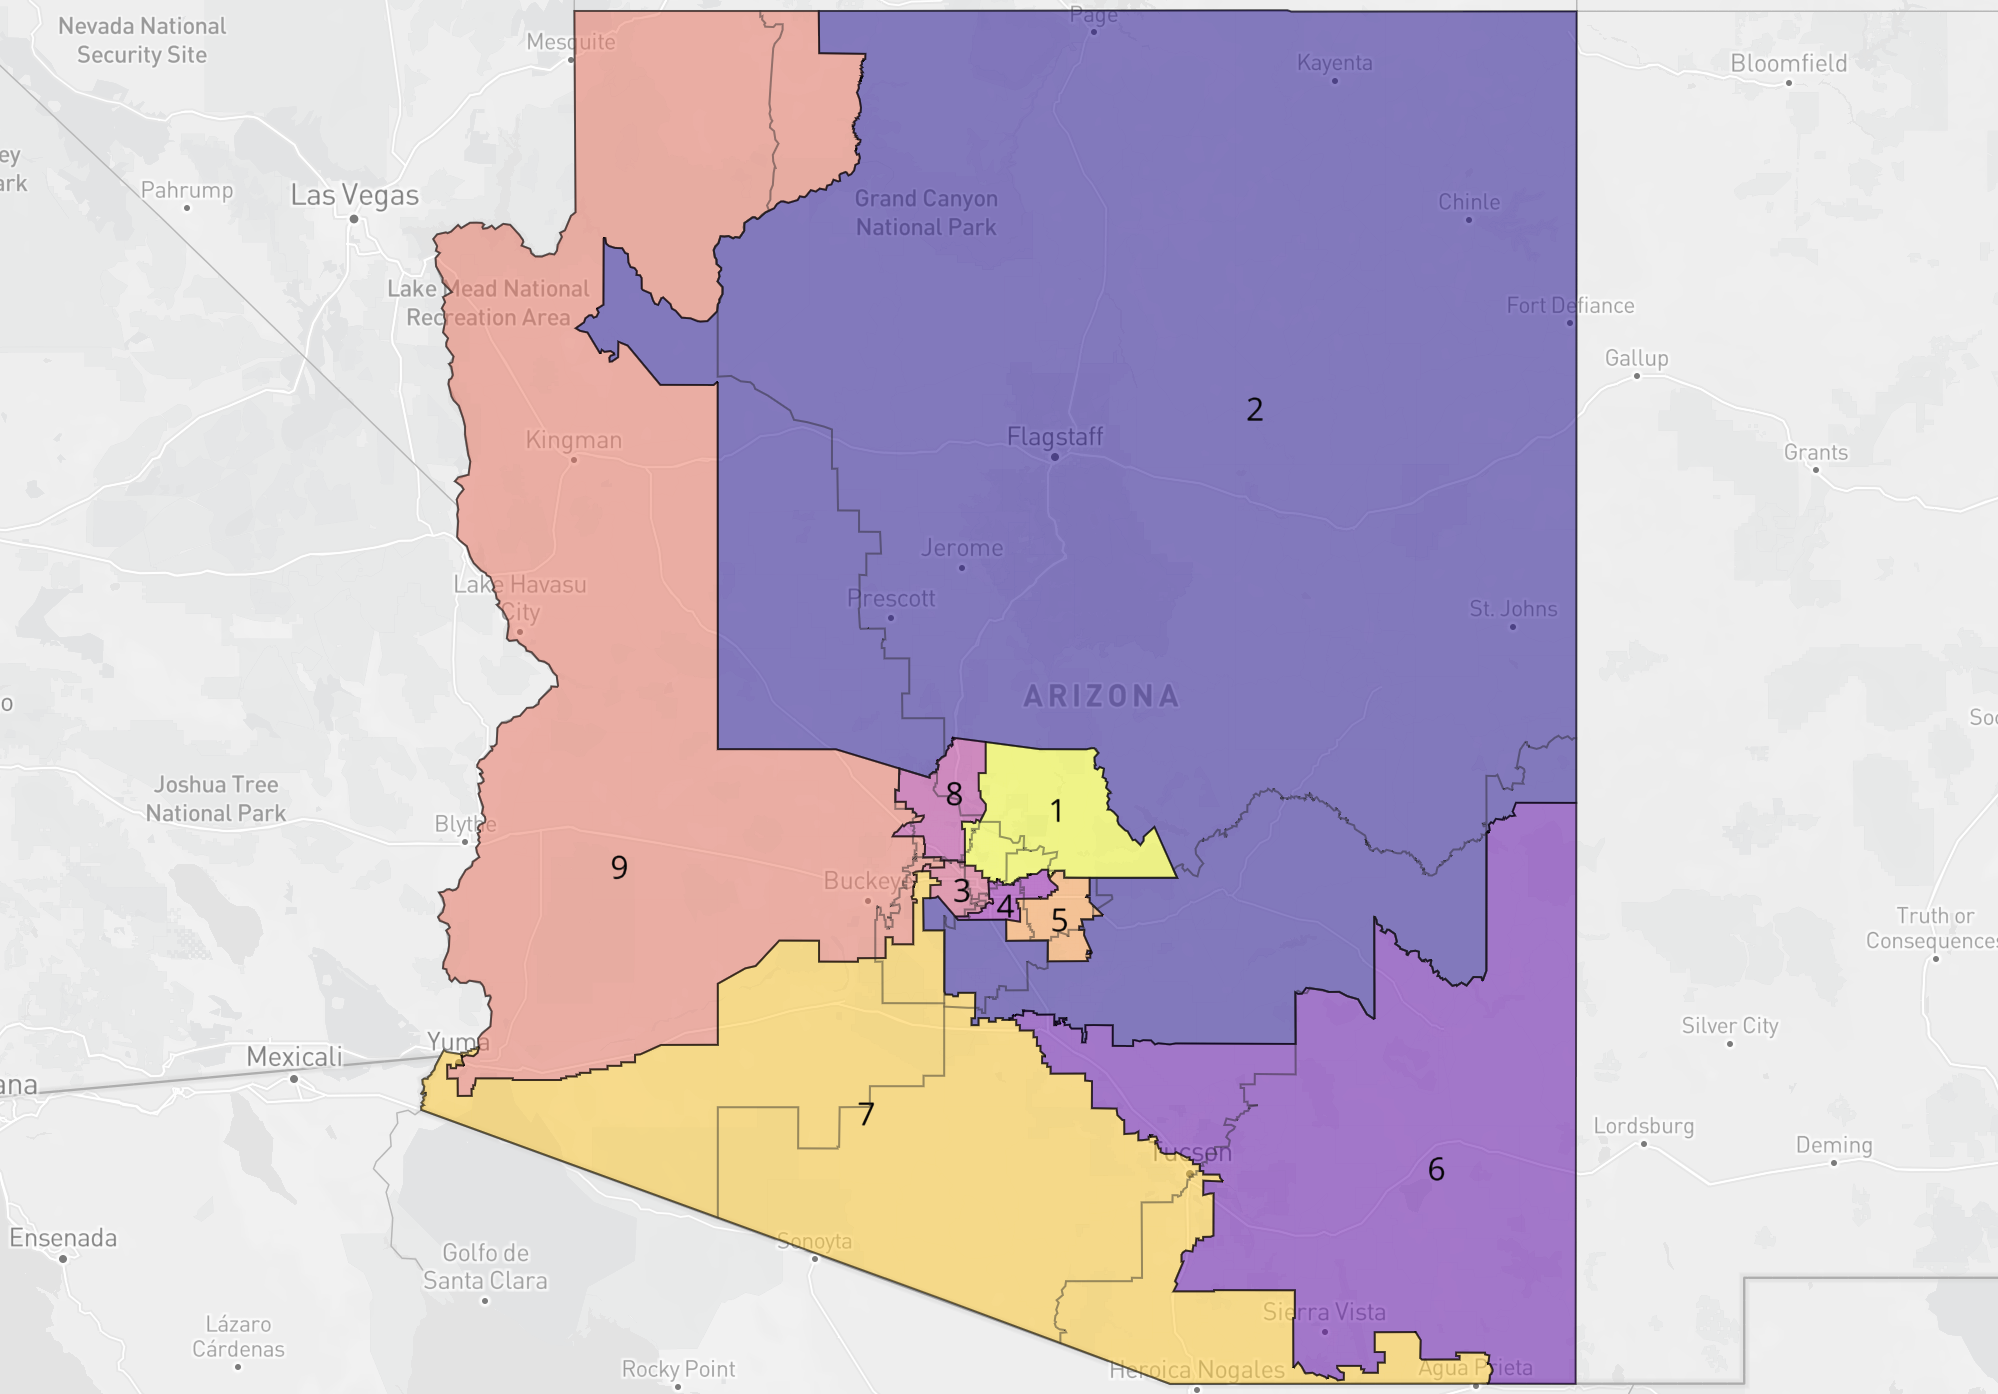 Nevada National
Security Site
Mesquite
Page
Kayenta
Bloomfield
ey
ark
Pahrump
Las Vegas
Grand Canyon
National Park
Chinle
Lake Mead National
Recreation Area
Fort Defiance
Gallup
2
Kingman
Flagstaff
Grants
Jerome
Lake Havasu
City
Prescott
St. Johns
ARIZONA
o
Soc
Joshua Tree
National Park
8
1
Blythe
9
Buckeye
3
4
5
Truth or
Consequences
Yuma
Mexicali
Silver City
ana
7
Lordsburg
Deming
Tucson
6
Ensenada
Golfo de
Santa Clara
Sonoyta
Lázaro
Cárdenas
Sierra Vista
Rocky Point
Heroica Nogales
Agua Prieta